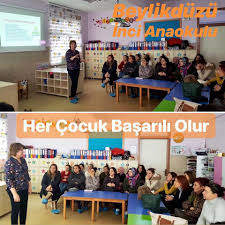 Beylikdüzü
İnci Anaokulu
Her Çocuk Başarılı Olur